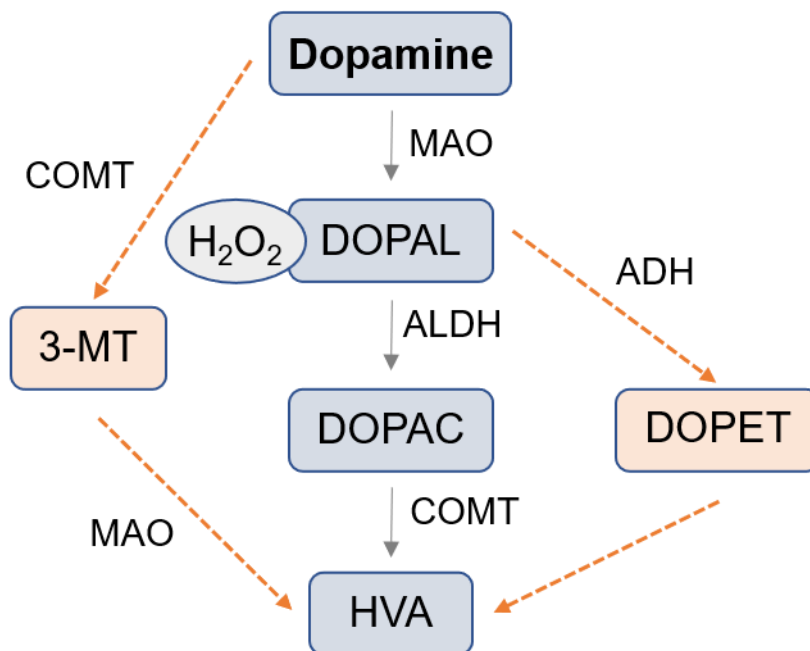 Dopamine
MAO
COMT
H₂O₂
DOPAL
ADH
ALDH
3-MT
DOPAC
DOPET
COMT
MAO
HVA